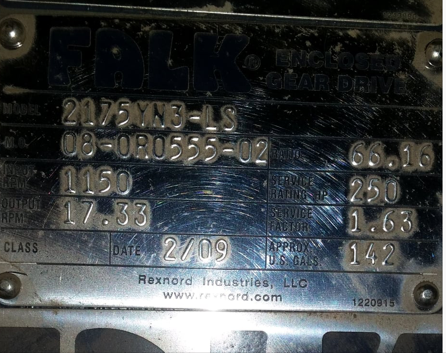 FALK® ENCLOSED
GEAR DRIVE
MODEL 2175YN3-LS
M.O. 08-0R0555-02 RATIO 66.16
INPUT RPM 1150 SERVICE RATING HP 250
OUTPUT RPM 17.33 SERVICE FACTOR 1.63
CLASS DATE 2/09 APPROX U.S. GALS 142
Rexnord Industries, LLC
www.rexnord.com 1220915